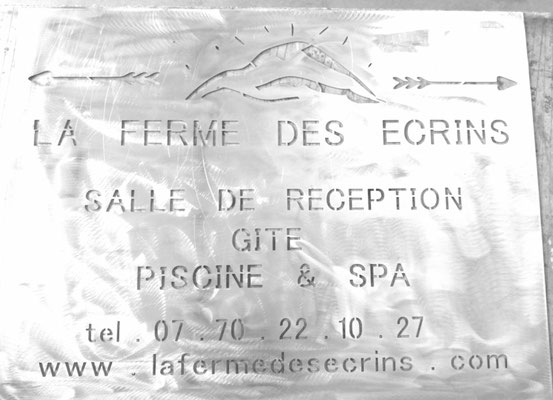 LA FERME DES ECRINS
SALLE DE RECEPTION
GITE
PISCINE & SPA
tel . 07 . 70 . 22 . 10 . 27
www . lafermedesecrins . com